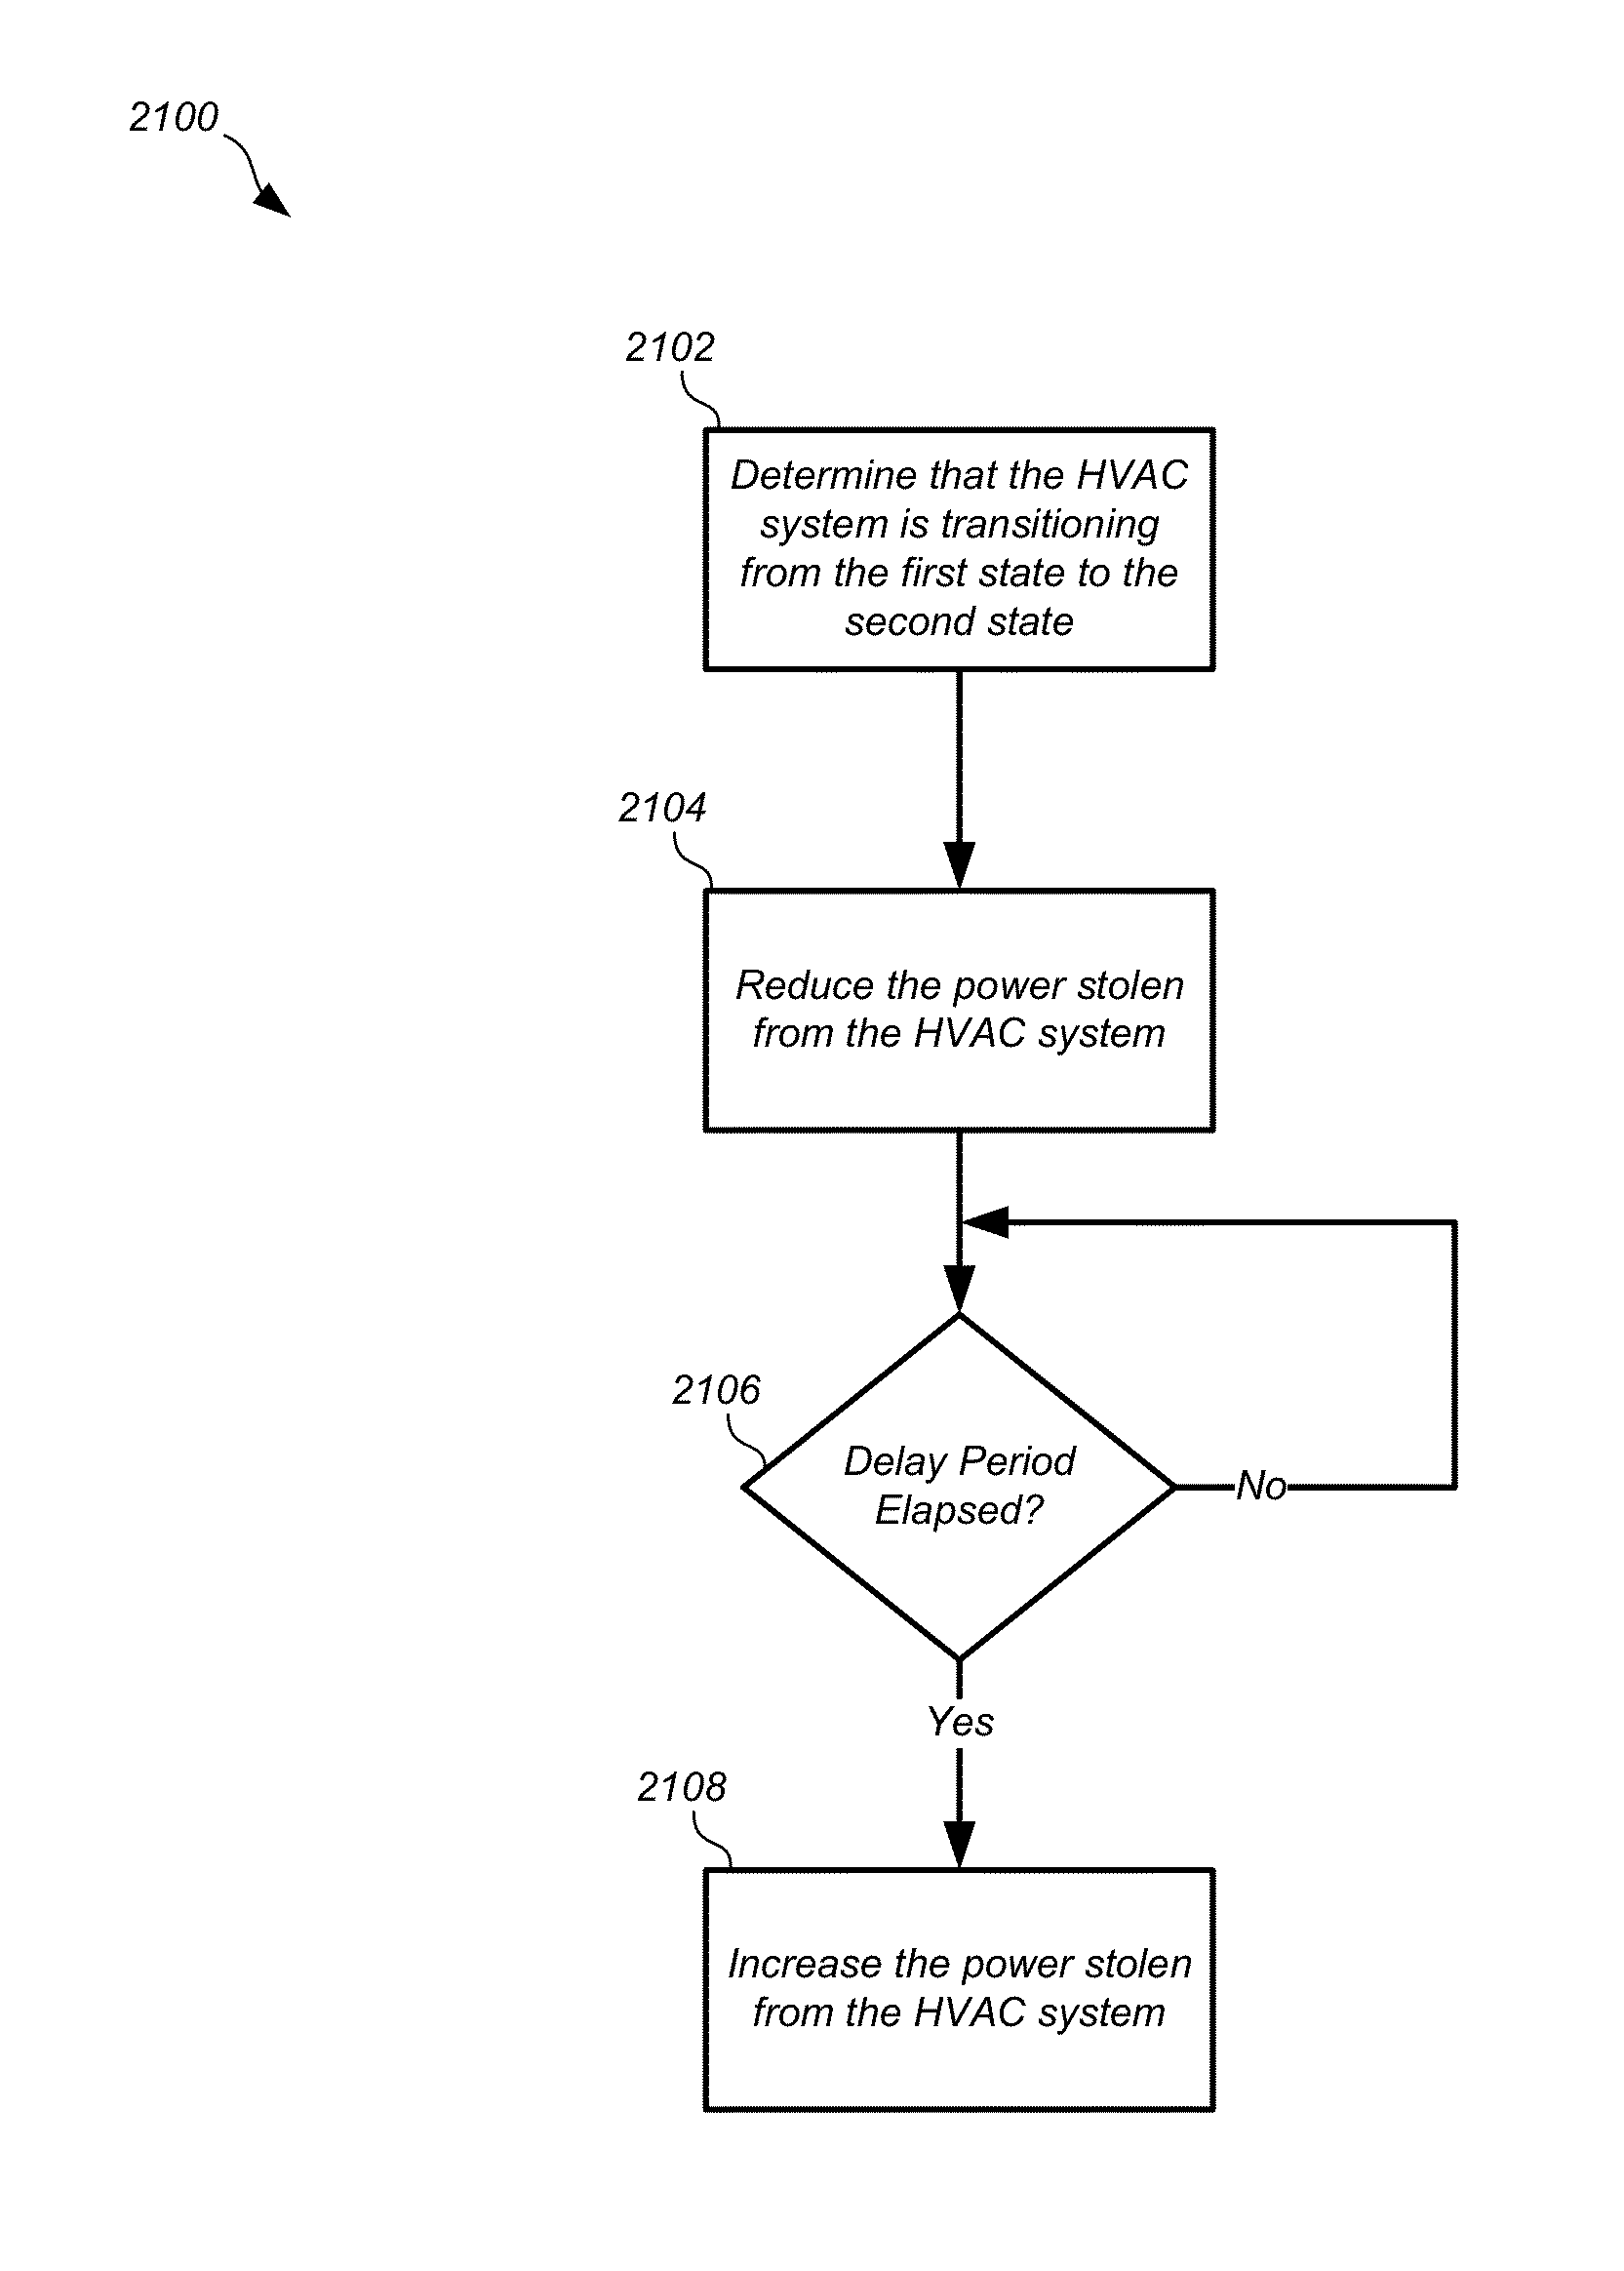 2100
2102
Determine that the HVAC
system is transitioning
from the first state to the
second state
2104
Reduce the power stolen
from the HVAC system
2106
Delay Period
Elapsed?
No
Yes
2108
Increase the power stolen
from the HVAC system